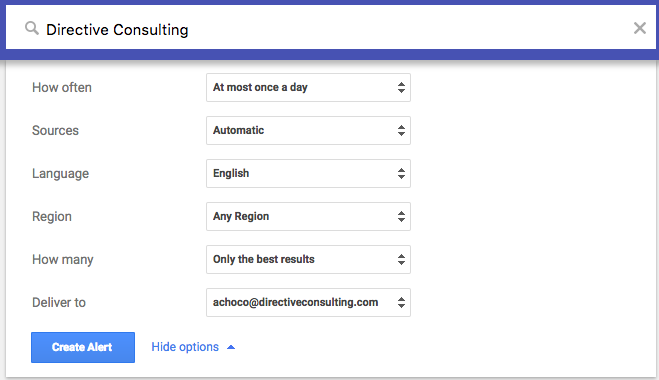 Directive Consulting
How often At most once a day
Sources Automatic
Language English
Region Any Region
How many Only the best results
Deliver to achoco@directiveconsulting.com
Create Alert Hide options